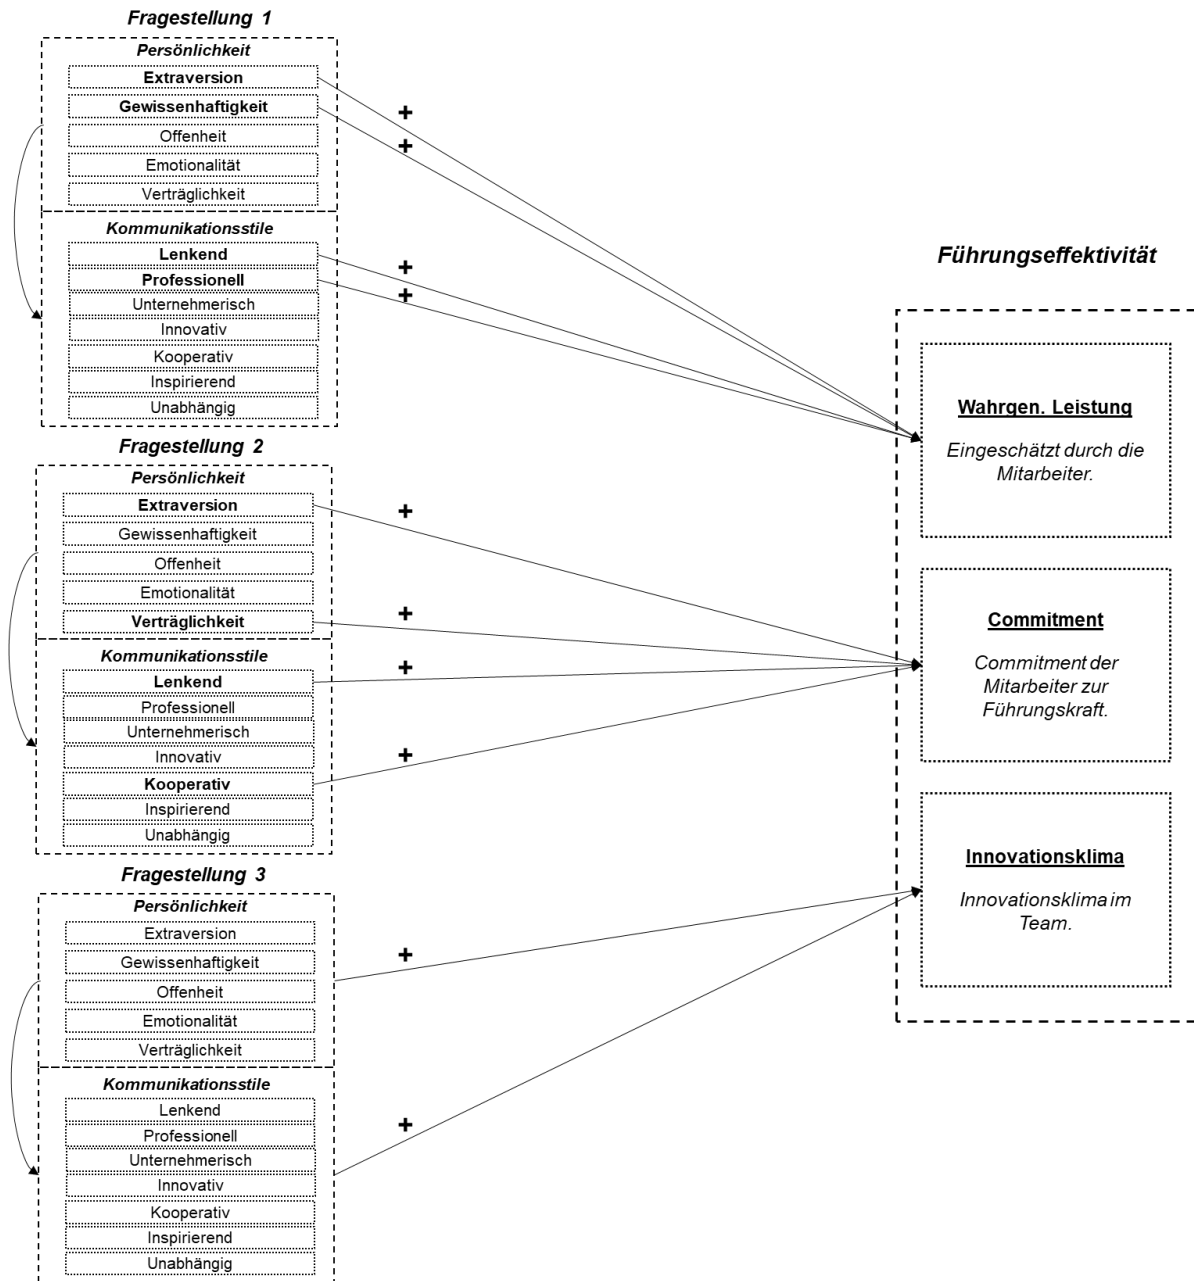 Fragestellung 1
Persönlichkeit
Extraversion
Gewissenhaftigkeit
Offenheit
Emotionalität
Verträglichkeit
+
+
Kommunikationsstile
Lenkend
Professionell
Unternehmerisch
Innovativ
Kooperativ
Inspirierend
Unabhängig
+
+
Fragestellung 2
Persönlichkeit
Extraversion
Gewissenhaftigkeit
Offenheit
Emotionalität
Verträglichkeit
+
+
Kommunikationsstile
Lenkend
Professionell
Unternehmerisch
Innovativ
Kooperativ
Inspirierend
Unabhängig
+
+
Fragestellung 3
Persönlichkeit
Extraversion
Gewissenhaftigkeit
Offenheit
Emotionalität
Verträglichkeit
+
Kommunikationsstile
Lenkend
Professionell
Unternehmerisch
Innovativ
Kooperativ
Inspirierend
Unabhängig
+
Führungseffektivität
Wahrgen. Leistung
Eingeschätzt durch die
Mitarbeiter.
Commitment
Commitment der
Mitarbeiter zur
Führungskraft.
Innovationsklima
Innovationsklima im
Team.